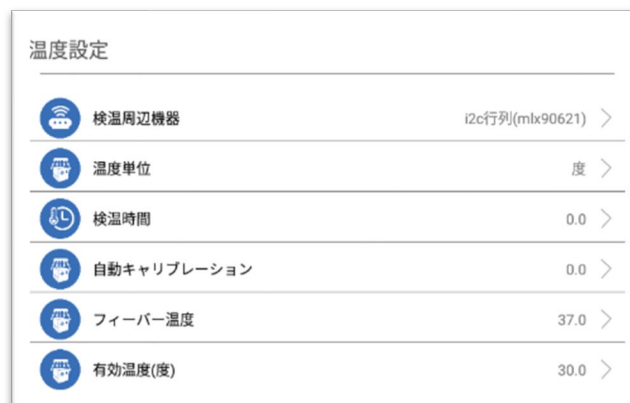 温度設定
検温周辺機器 i2c行列(mlx90621)
温度単位 度
検温時間 0.0
自動キャリブレーション 0.0
フィーバー温度 37.0
有効温度(度) 30.0